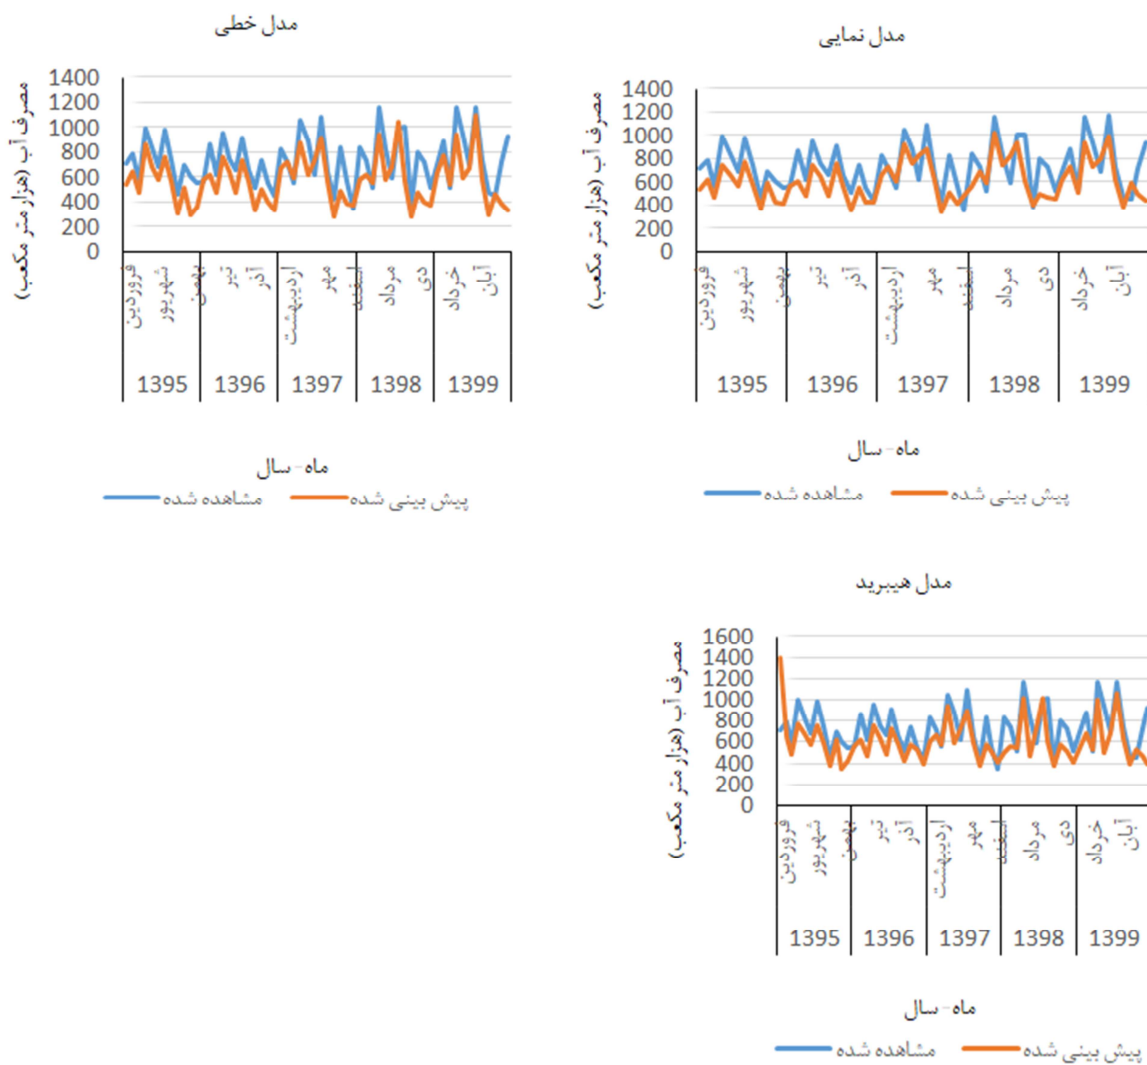 مدل خطی
مصرف آب (هزار متر مکعب)
1400
1200
1000
800
600
400
200
0
فروردین
شهریور
بهمن
تیر
آذر
اردیبهشت
مهر
اسفند
مرداد
دی
خرداد
آبان
1395 1396 1397 1398 1399
ماه- سال
مشاهده شده پیش بینی شده
مدل نمایی
مصرف آب (هزار متر مکعب)
1400
1200
1000
800
600
400
200
0
فروردین
شهریور
بهمن
تیر
آذر
اردیبهشت
مهر
اسفند
مرداد
دی
خرداد
آبان
1395 1396 1397 1398 1399
ماه- سال
مشاهده شده پیش بینی شده
مدل هیبرید
مصرف آب (هزار متر مکعب)
1600
1400
1200
1000
800
600
400
200
0
فروردین
شهریور
بهمن
تیر
آذر
اردیبهشت
مهر
اسفند
مرداد
دی
خرداد
آبان
1395 1396 1397 1398 1399
ماه- سال
مشاهده شده پیش بینی شده